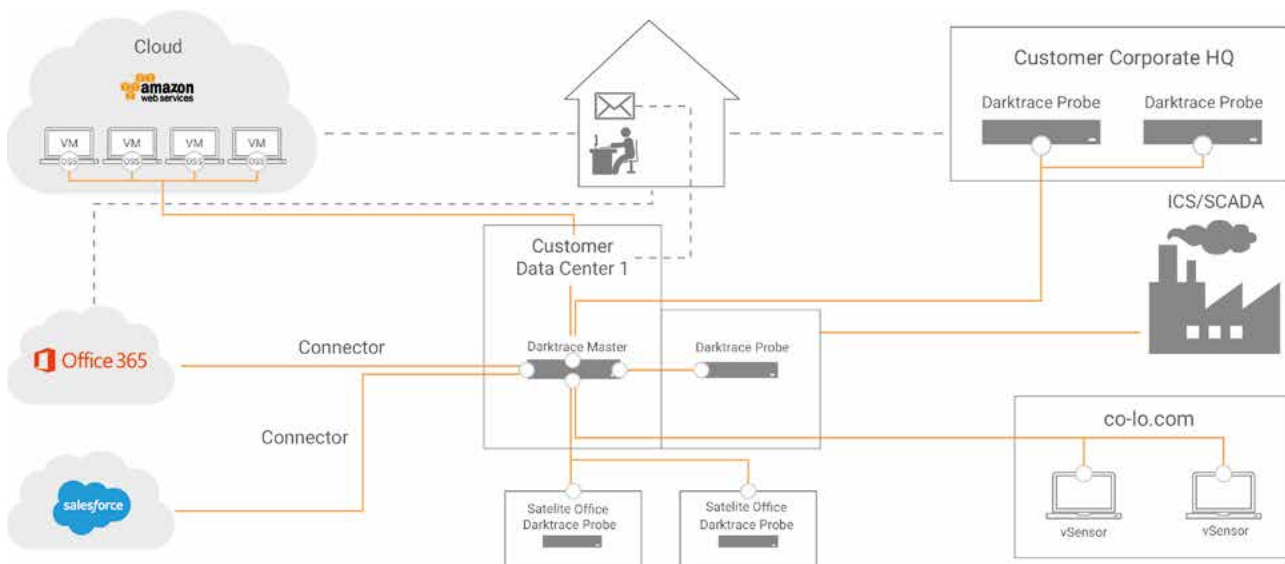 Cloud
amazon
web services
VM
VM
VM
VM
OSS
OSS
OSS
OSS
Customer Corporate HQ
Darktrace Probe
Darktrace Probe
ICS/SCADA
Customer
Data Center 1
Darktrace Master
Darktrace Probe
Office 365
Connector
Connector
salesforce
co-lo.com
vSensor
vSensor
Satelite Office
Darktrace Probe
Satelite Office
Darktrace Probe